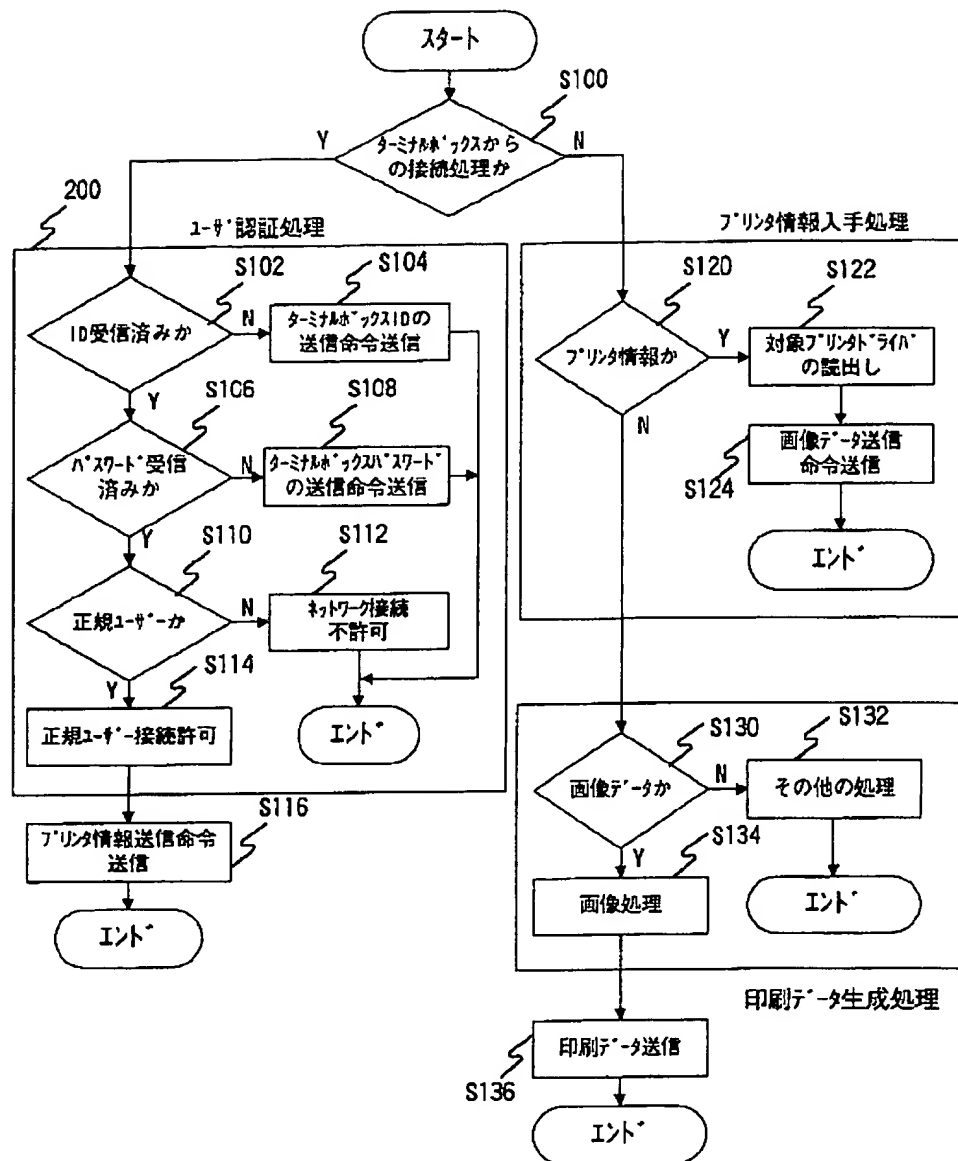 スタート
S100
ターミナルボックスから
の接続処理か
Y
N
200
ユーザ認証処理
S102
ID受信済みか
N
S104
ターミナルボックスIDの
送信命令送信
Y
S106
パスワード受信
済みか
N
S108
ターミナルボックスパスワード
の送信命令送信
Y
S110
正規ユーザーか
N
S112
ネットワーク接続
不許可
エンド
Y
S114
正規ユーザー接続許可
S116
プリンタ情報送信命令
送信
エンド
プリンタ情報入手処理
S120
プリンタ情報か
Y
S122
対象プリンタドライバ
の読出し
画像データ送信
命令送信
S124
エンド
N
S130
画像データか
N
S132
その他の処理
エンド
Y
S134
画像処理
印刷データ生成処理
印刷データ送信
S136
エンド